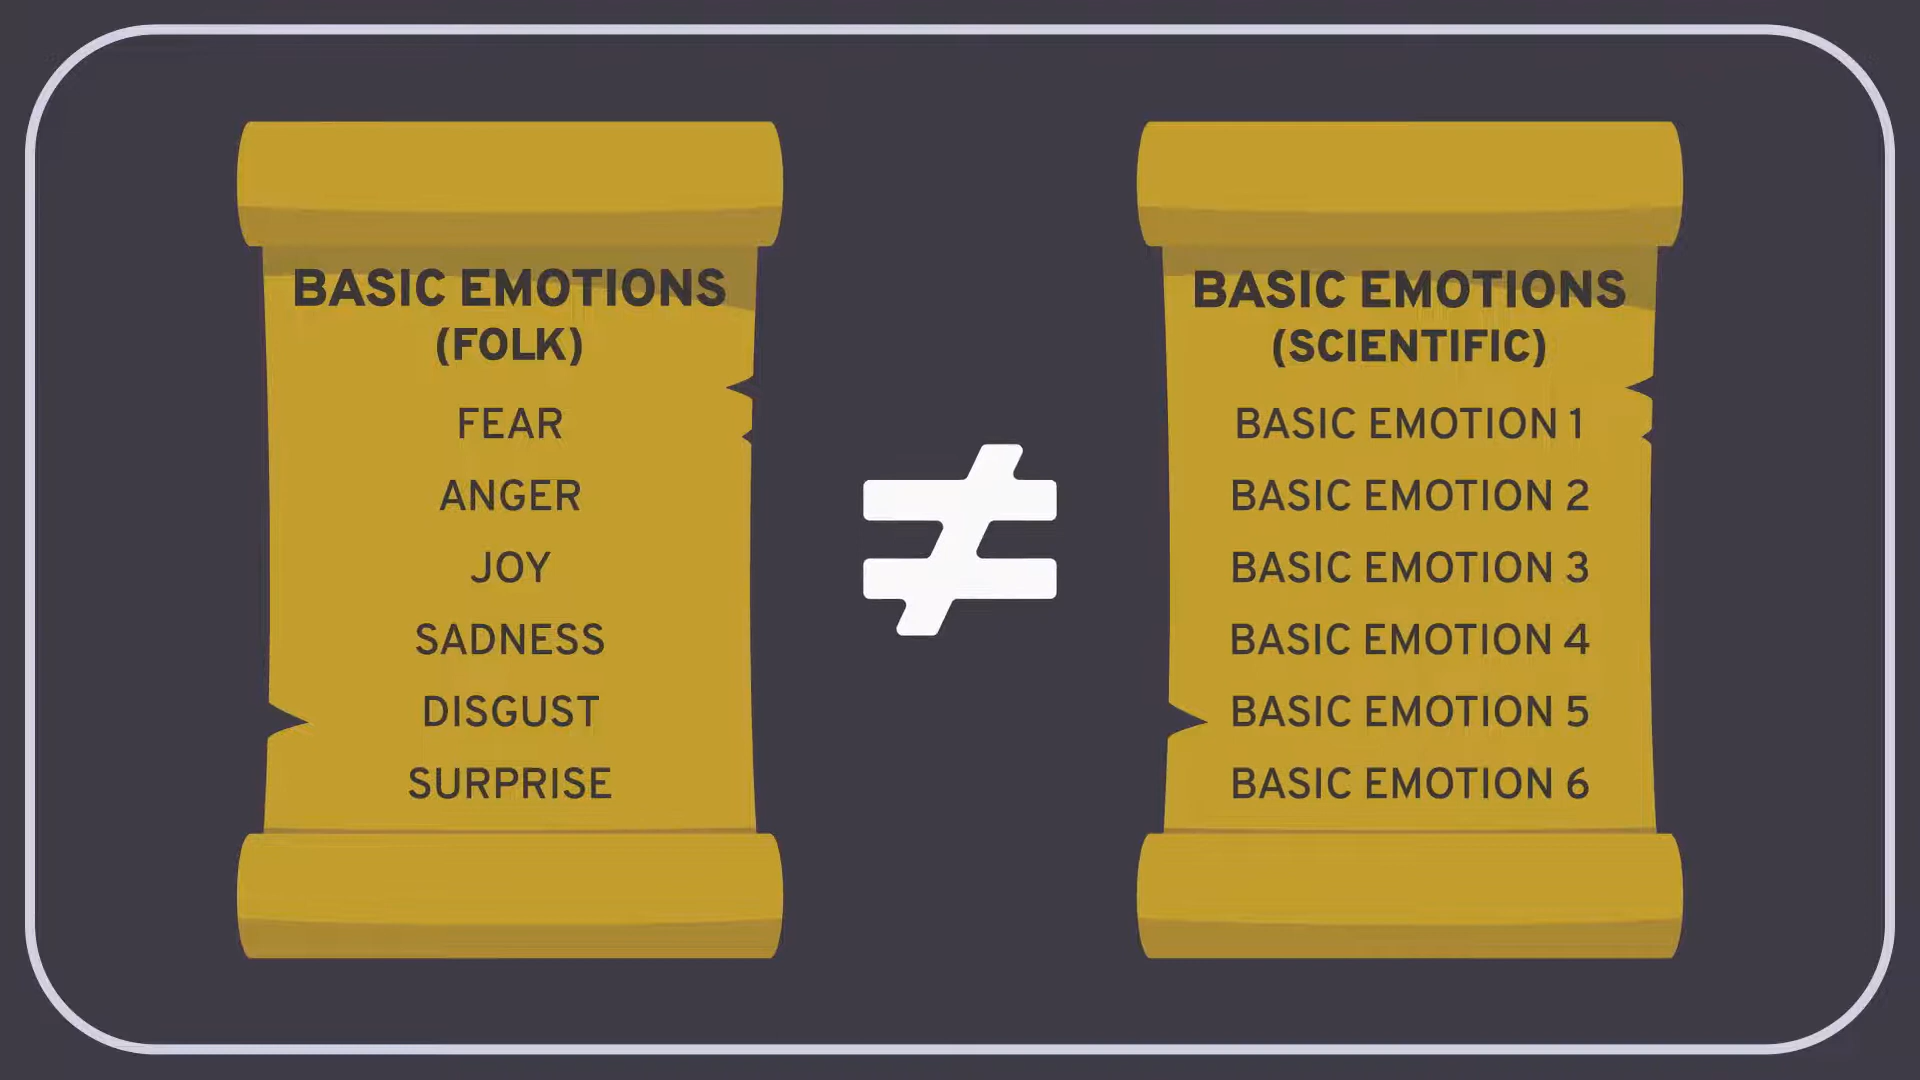 BASIC EMOTIONS
(FOLK)
FEAR
ANGER
JOY
SADNESS
DISGUST
SURPRISE
≠
BASIC EMOTIONS
(SCIENTIFIC)
BASIC EMOTION 1
BASIC EMOTION 2
BASIC EMOTION 3
BASIC EMOTION 4
BASIC EMOTION 5
BASIC EMOTION 6